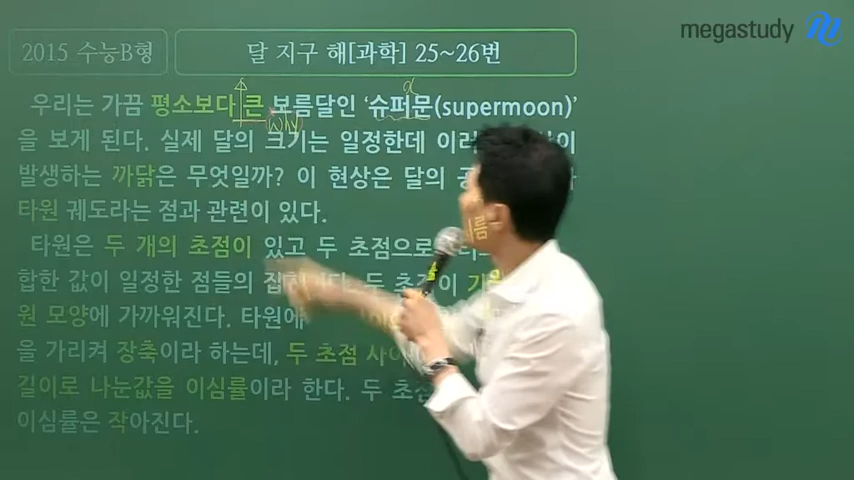 megastudy
2015 수능B형
달 지구 해[과학] 25~26번
우리는 가끔 평소보다 큰 보름달인 ‘슈퍼문(supermoon)’
을 보게 된다. 실제 달의 크기는 일정한데
발생하는 까닭은 무엇일까? 이 현상은 달의
타원 궤도라는 점과 관련이 있다.
타원은 두 개의 초점이 있고 두 초점으로
합한 값이 일정한 점들의
원 모양에 가까워진다. 타원에
을 가리켜 장축이라 하는데, 두 초점
길이로 나눈값을 이심률이라 한다. 두
이심률은 작아진다.